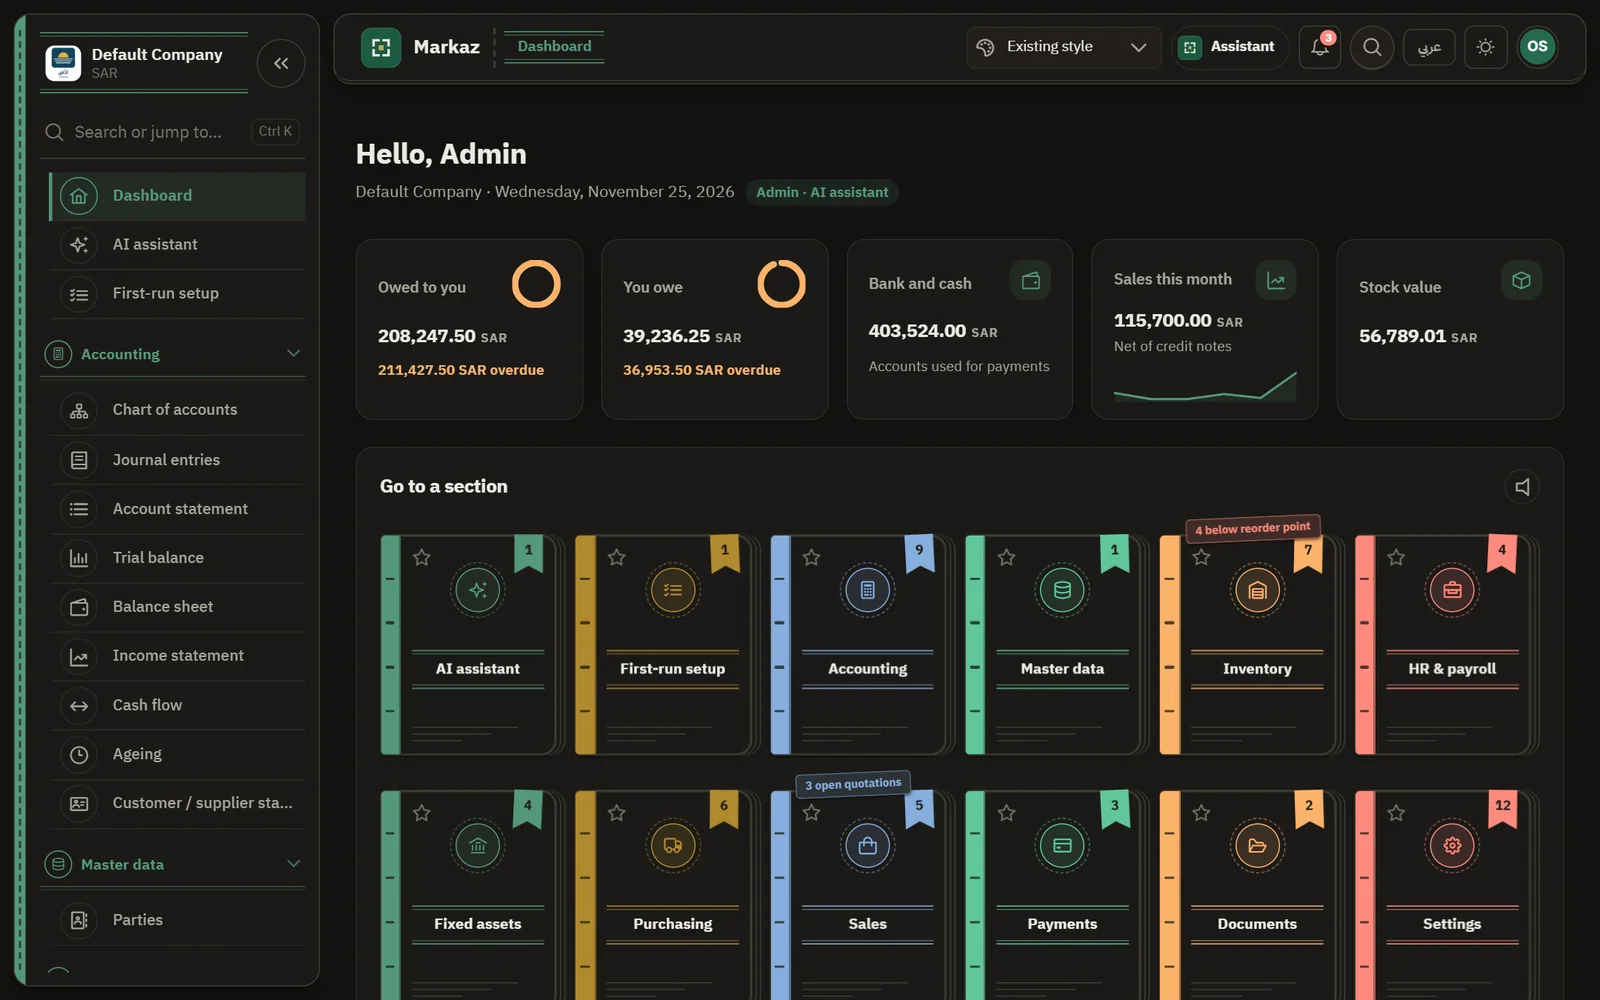 Default Company
SAR
Search or jump to...
Ctrl K
Dashboard
AI assistant
First-run setup
Accounting
Chart of accounts
Journal entries
Account statement
Trial balance
Balance sheet
Income statement
Cash flow
Ageing
Customer / supplier sta...
Master data
Parties
Markaz
Dashboard
Existing style
Assistant
3
عربي
OS
Hello, Admin
Default Company · Wednesday, November 25, 2026
Admin · AI assistant
Owed to you
208,247.50 SAR
211,427.50 SAR overdue
You owe
39,236.25 SAR
36,953.50 SAR overdue
Bank and cash
403,524.00 SAR
Accounts used for payments
Sales this month
115,700.00 SAR
Net of credit notes
Stock value
56,789.01 SAR
Go to a section
1
AI assistant
1
First-run setup
9
Accounting
1
Master data
4 below reorder point
7
Inventory
4
HR & payroll
4
Fixed assets
6
Purchasing
3 open quotations
5
Sales
3
Payments
2
Documents
12
Settings